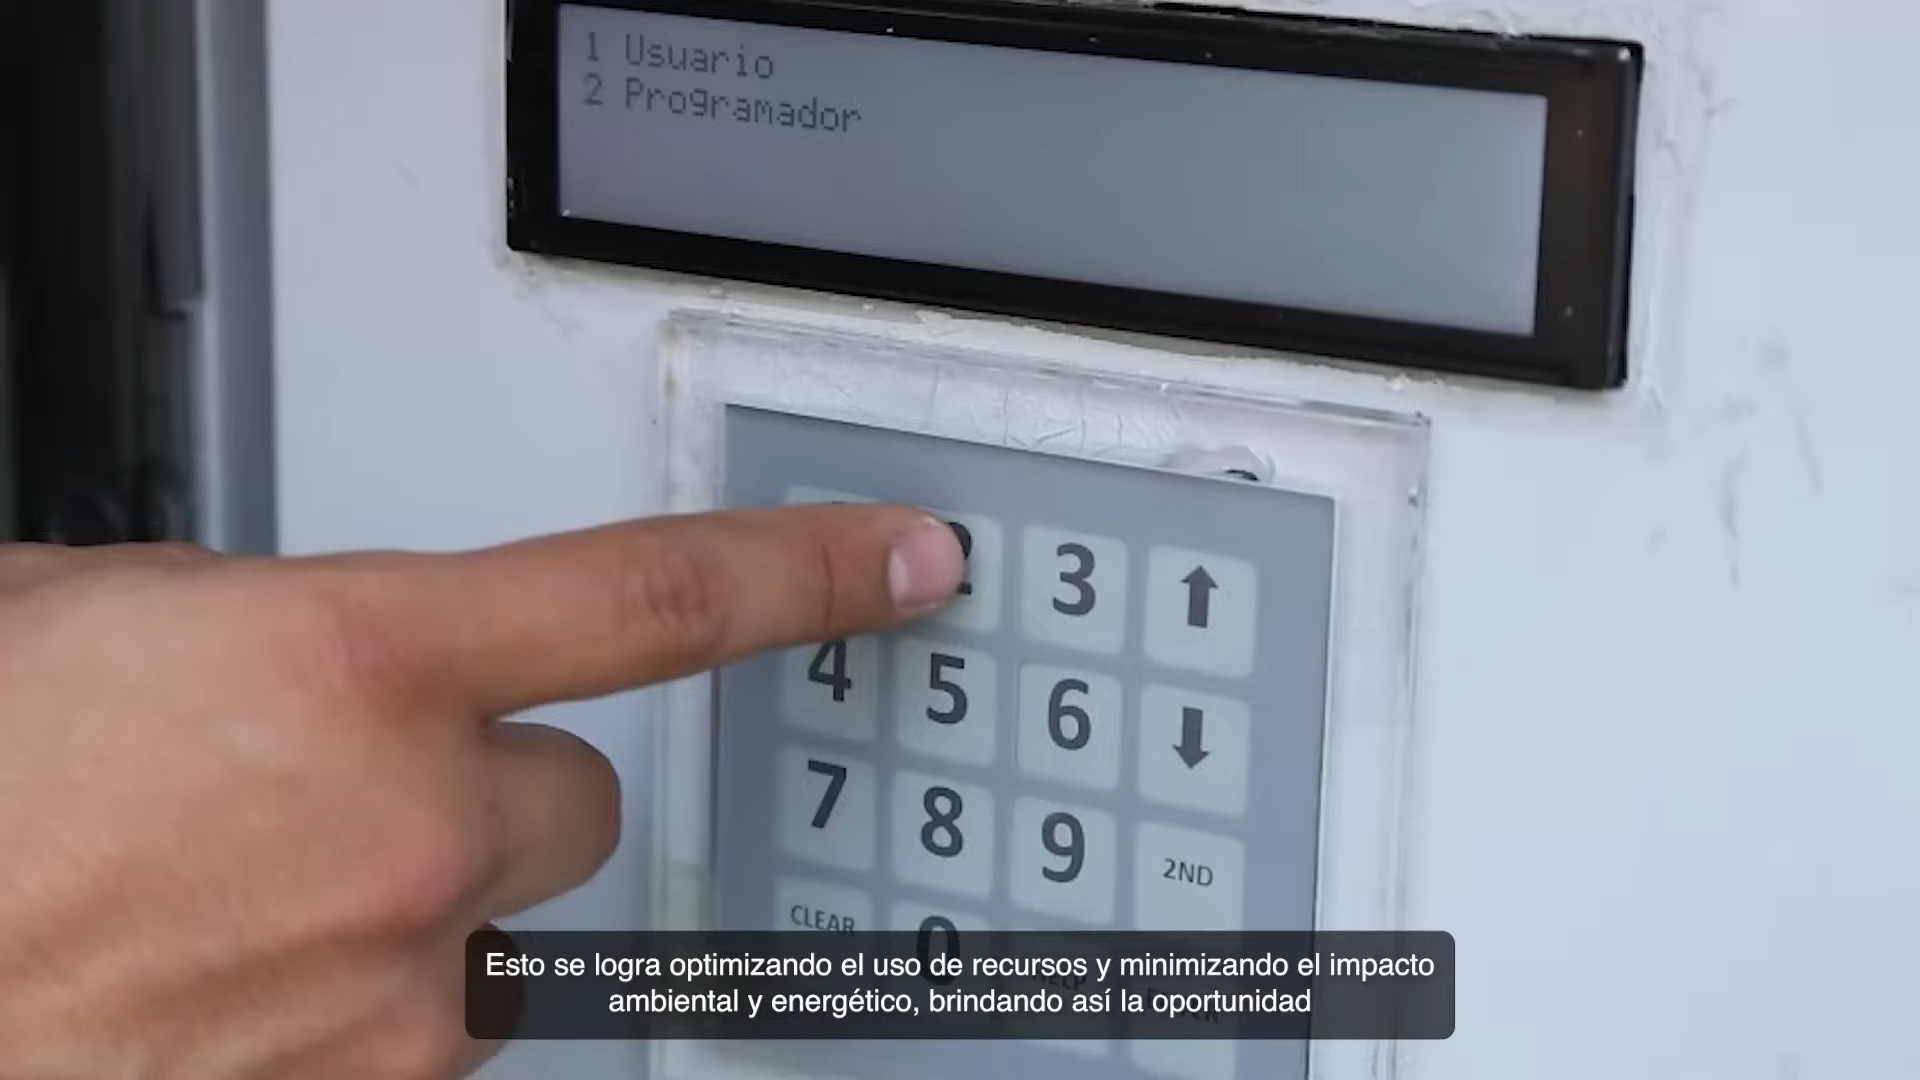 1 Usuario
2 Programador
2 3
4 5 6
7 8 9 2ND
CLEAR 0
Esto se logra optimizando el uso de recursos y minimizando el impacto
ambiental y energético, brindando así la oportunidad